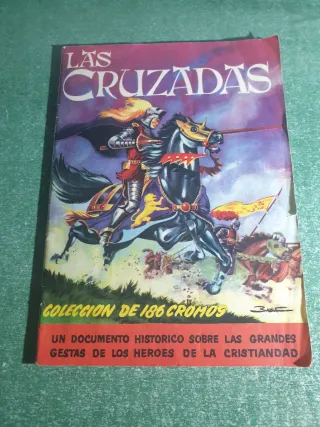 LAS
CRUZADAS
COLECCION DE 186 CROMOS
UN DOCUMENTO HISTORICO SOBRE LAS GRANDES
GESTAS DE LOS HEROES DE LA CRISTIANDAD